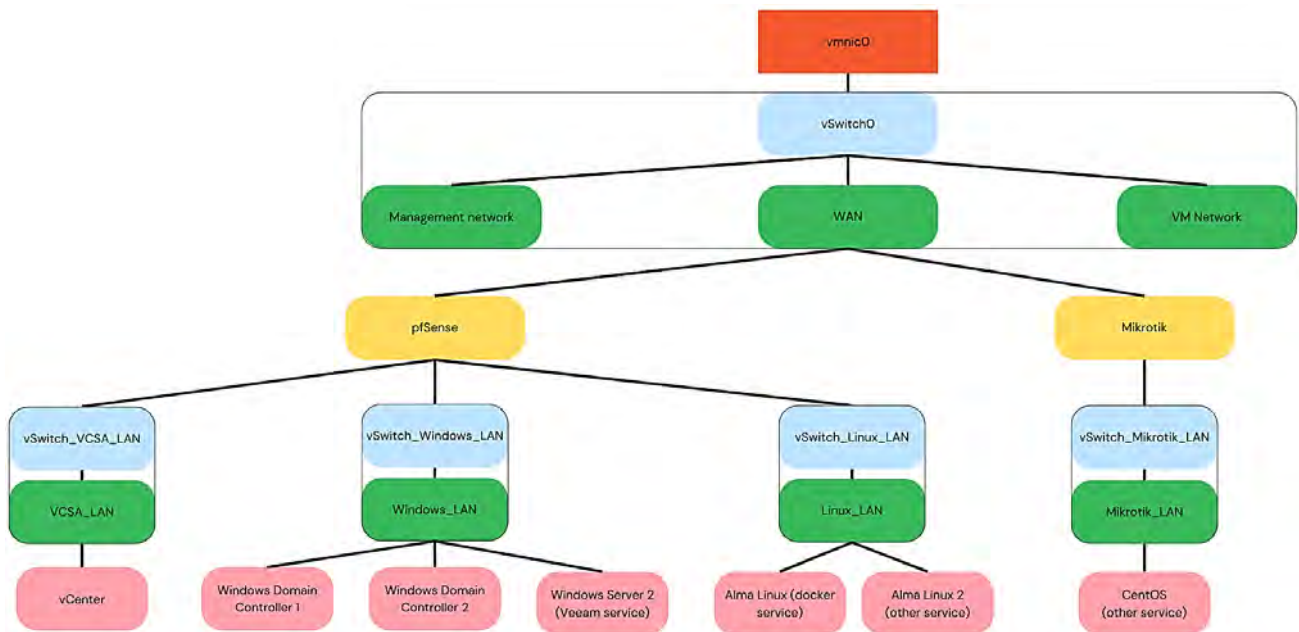 vmnic0
vSwitch0
Management network
WAN
VM Network
pfSense
Mikrotik
vSwitch_VCSA_LAN
vSwitch_Windows_LAN
vSwitch_Linux_LAN
vSwitch_Mikrotik_LAN
VCSA_LAN
Windows_LAN
Linux_LAN
Mikrotik_LAN
vCenter
Windows Domain
Controller 1
Windows Domain
Controller 2
Windows Server 2
(Veeam service)
Alma Linux (docker
service)
Alma Linux 2
(other service)
CentOS
(other service)